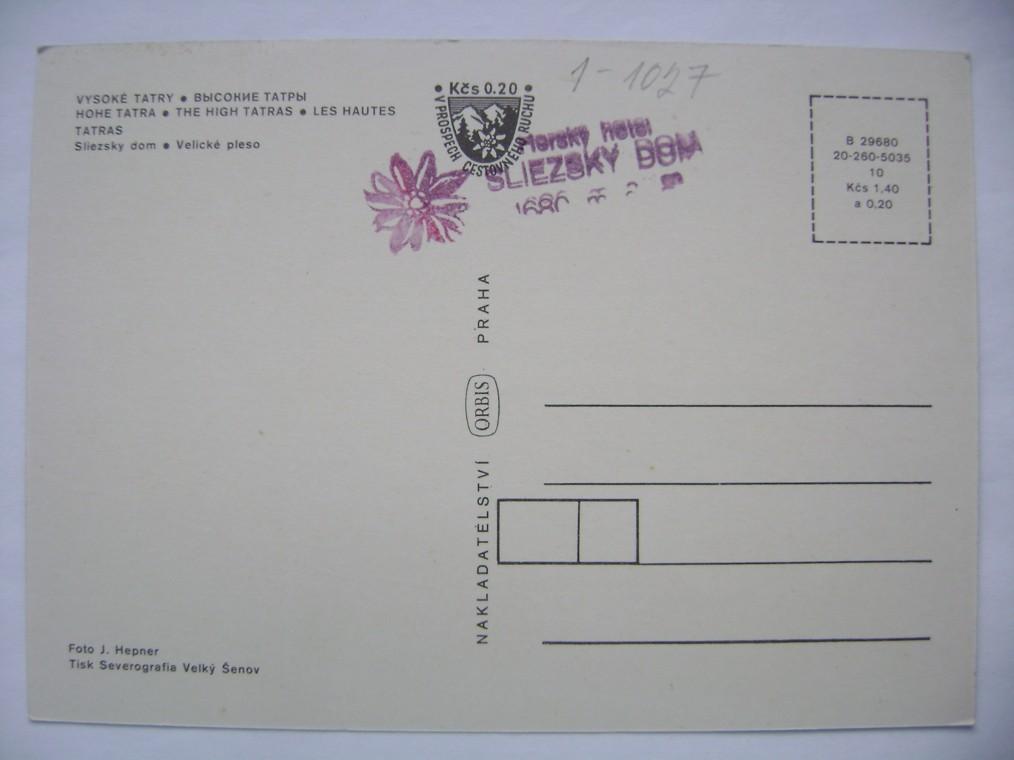 VYSOKÉ TATRY • ВЫСОКИЕ ТАТРЫ
HOHE TATRA • THE HIGH TATRAS • LES HAUTES
TATRAS
Sliezsky dom • Velické pleso
• Kčs 0.20 •
V PROSPECH CESTOVNÉHO RUCHU
1-1027
hotel
SLIEZSKY DOM
B 29680
20-260-5035
10
Kčs 1,40
a 0,20
NAKLADATELSTVÍ ORBIS PRAHA
Foto J. Hepner
Tisk Severografia Velký Šenov